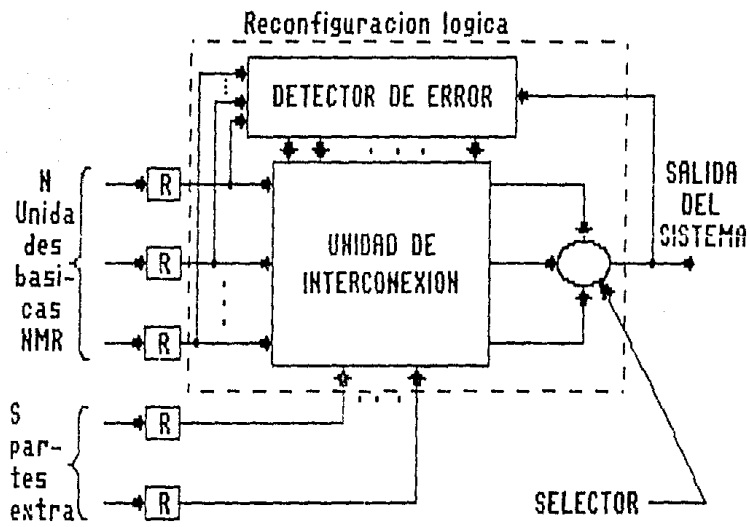 Reconfiguracion logica
DETECTOR DE ERROR
N
Unida
des
basi-
cas
NMR
R
R
R
UNIDAD DE
INTERCONEXION
SALIDA
DEL
SISTEMA
S
par-
tes
extra
R
R
SELECTOR